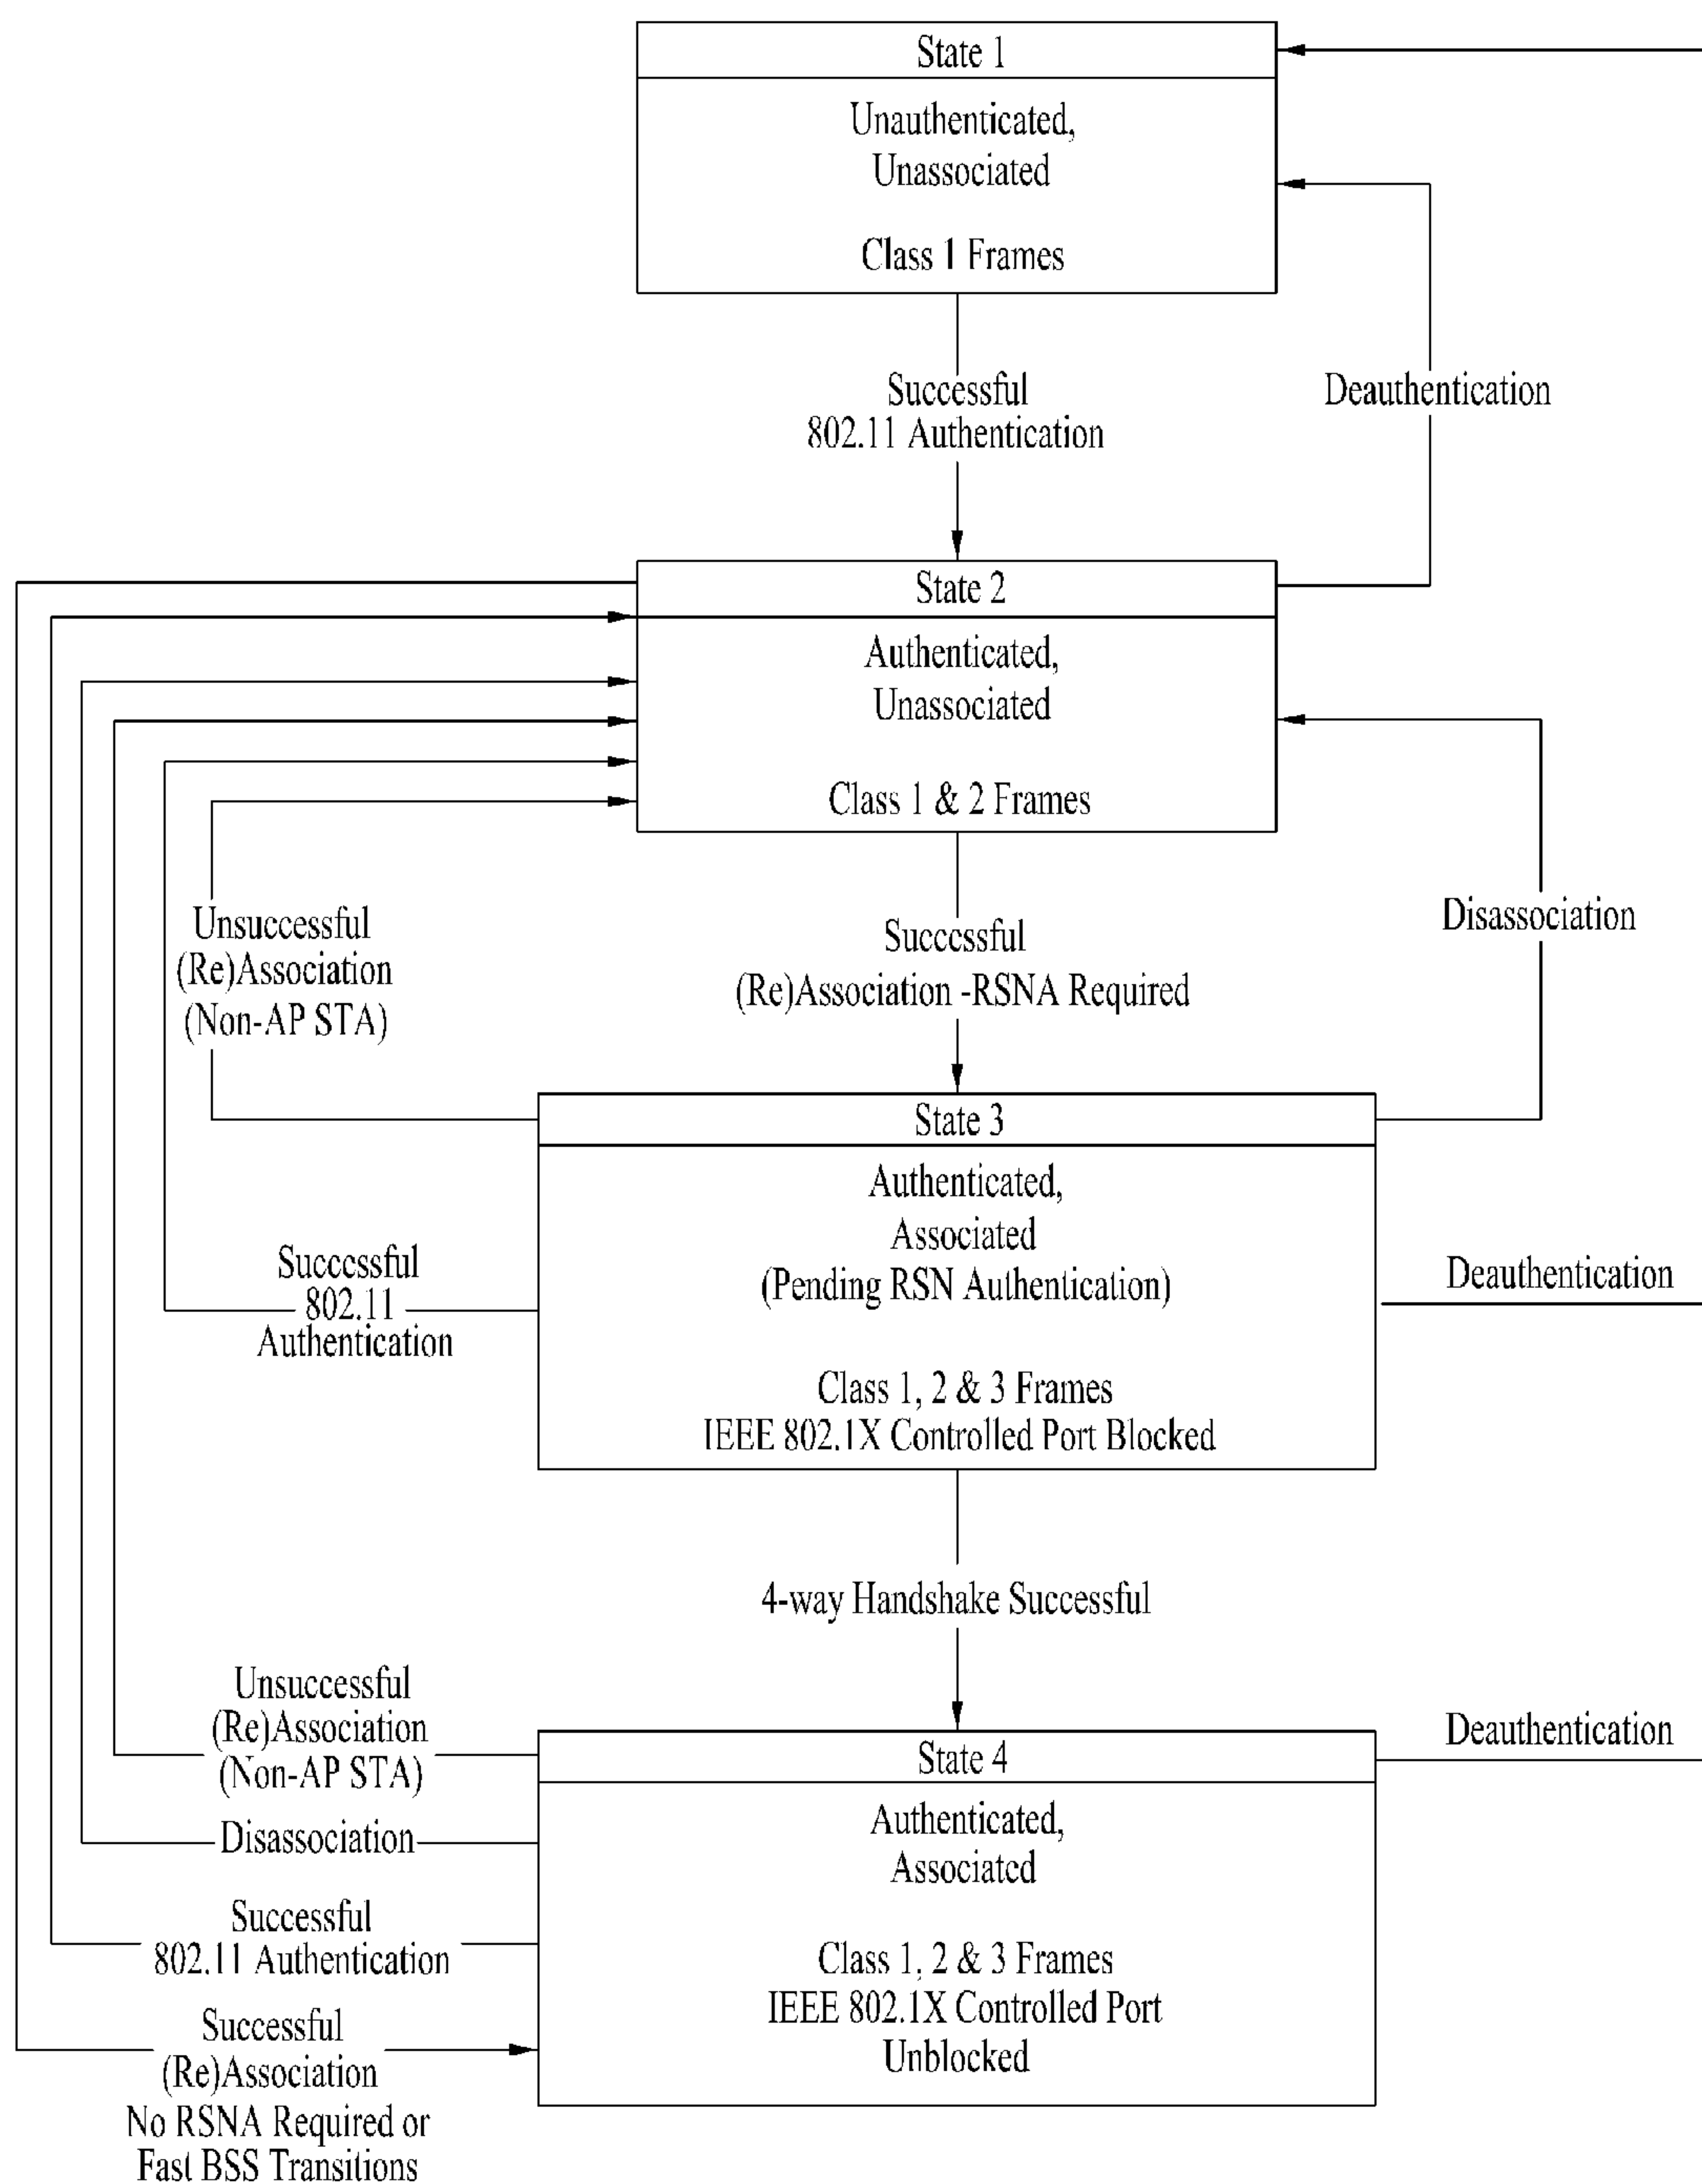 State 1
Unauthenticated,
Unassociated
Class 1 Frames
Successful
802.11 Authentication
Deauthentication
State 2
Authenticated,
Unassociated
Class 1 & 2 Frames
Unsuccessful
(Re)Association
(Non-AP STA)
Successful
(Re)Association -RSNA Required
Disassociation
State 3
Authenticated,
Associated
(Pending RSN Authentication)
Class 1, 2 & 3 Frames
IEEE 802.1X Controlled Port Blocked
Successful
802.11
Authentication
Deauthentication
4-way Handshake Successful
Unsuccessful
(Re)Association
(Non-AP STA)
Disassociation
Successful
802.11 Authentication
Successful
(Re)Association
No RSNA Required or
Fast BSS Transitions
State 4
Authenticated,
Associated
Class 1, 2 & 3 Frames
IEEE 802.1X Controlled Port
Unblocked
Deauthentication